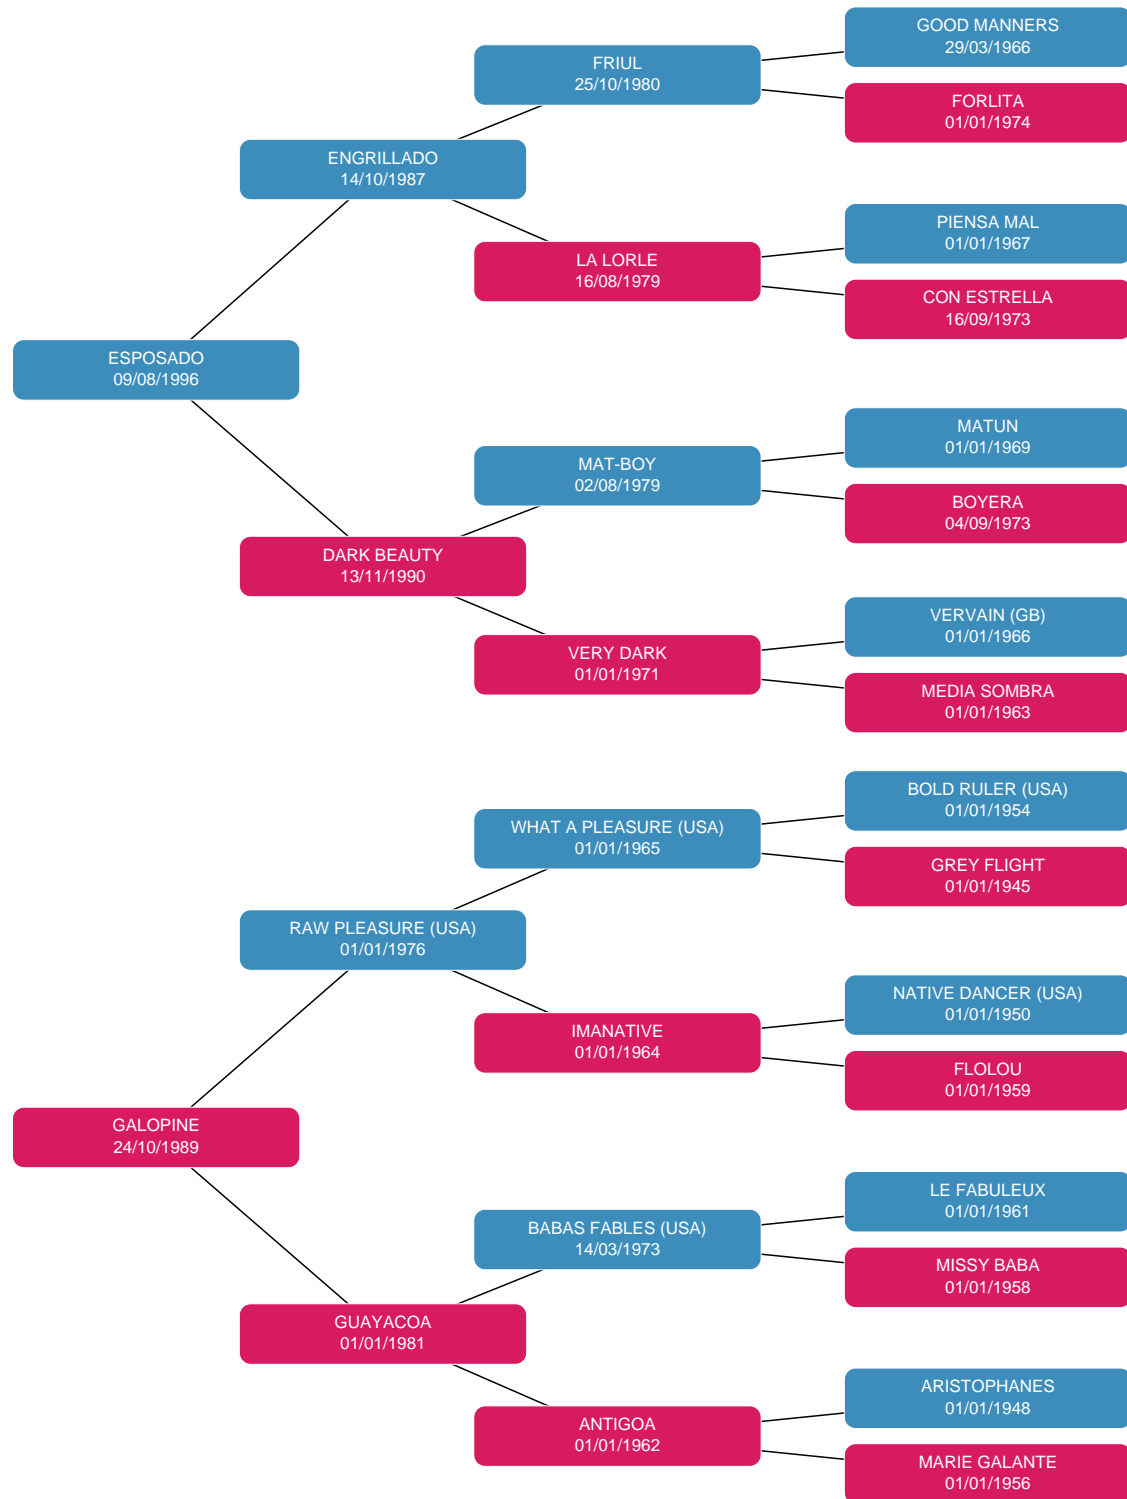 GOOD MANNERS
29/03/1966
FRIUL
25/10/1980
FORLITA
01/01/1974
ENGRILLADO
14/10/1987
PIENSA MAL
01/01/1967
LA LORLE
16/08/1979
CON ESTRELLA
16/09/1973
ESPOSADO
09/08/1996
MATUN
01/01/1969
MAT-BOY
02/08/1979
BOYERA
04/09/1973
DARK BEAUTY
13/11/1990
VERVAIN (GB)
01/01/1966
VERY DARK
01/01/1971
MEDIA SOMBRA
01/01/1963
BOLD RULER (USA)
01/01/1954
WHAT A PLEASURE (USA)
01/01/1965
GREY FLIGHT
01/01/1945
RAW PLEASURE (USA)
01/01/1976
NATIVE DANCER (USA)
01/01/1950
IMANATIVE
01/01/1964
FLOLOU
01/01/1959
GALOPINE
24/10/1989
LE FABULEUX
01/01/1961
BABAS FABLES (USA)
14/03/1973
MISSY BABA
01/01/1958
GUAYACOA
01/01/1981
ARISTOPHANES
01/01/1948
ANTIGOA
01/01/1962
MARIE GALANTE
01/01/1956